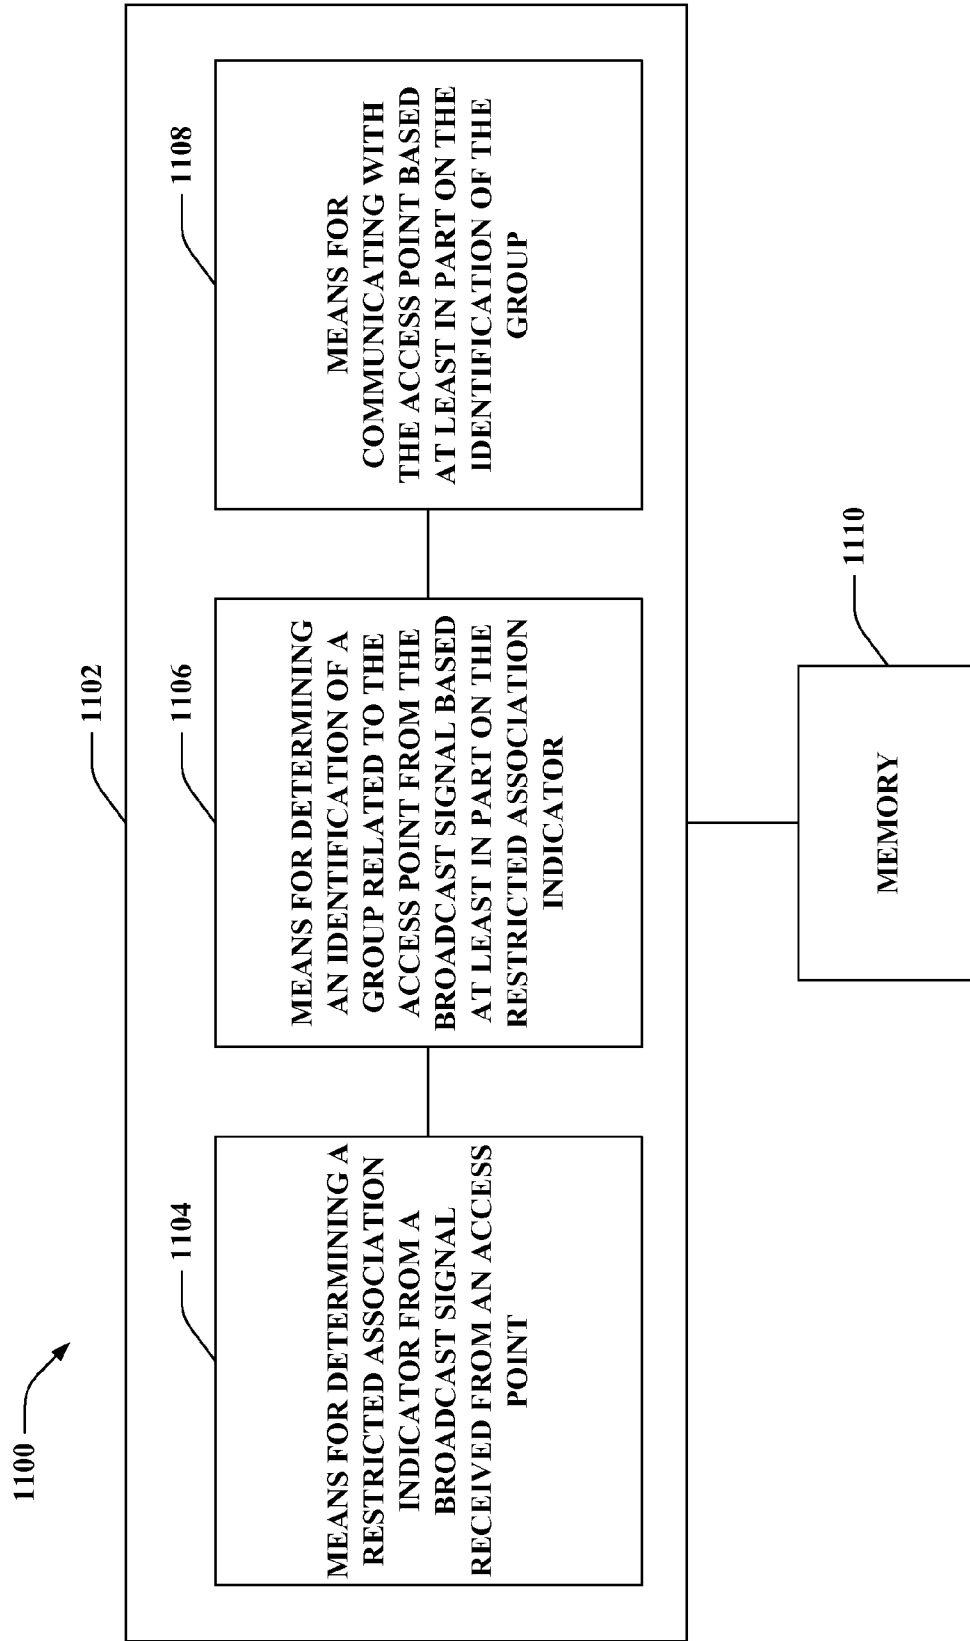 1100
1102
1104
MEANS FOR DETERMINING A
RESTRICTED ASSOCIATION
INDICATOR FROM A
BROADCAST SIGNAL
RECEIVED FROM AN ACCESS
POINT
1106
MEANS FOR DETERMINING
AN IDENTIFICATION OF A
GROUP RELATED TO THE
ACCESS POINT FROM THE
BROADCAST SIGNAL BASED
AT LEAST IN PART ON THE
RESTRICTED ASSOCIATION
INDICATOR
1108
MEANS FOR
COMMUNICATING WITH
THE ACCESS POINT BASED
AT LEAST IN PART ON THE
IDENTIFICATION OF THE
GROUP
1110
MEMORY